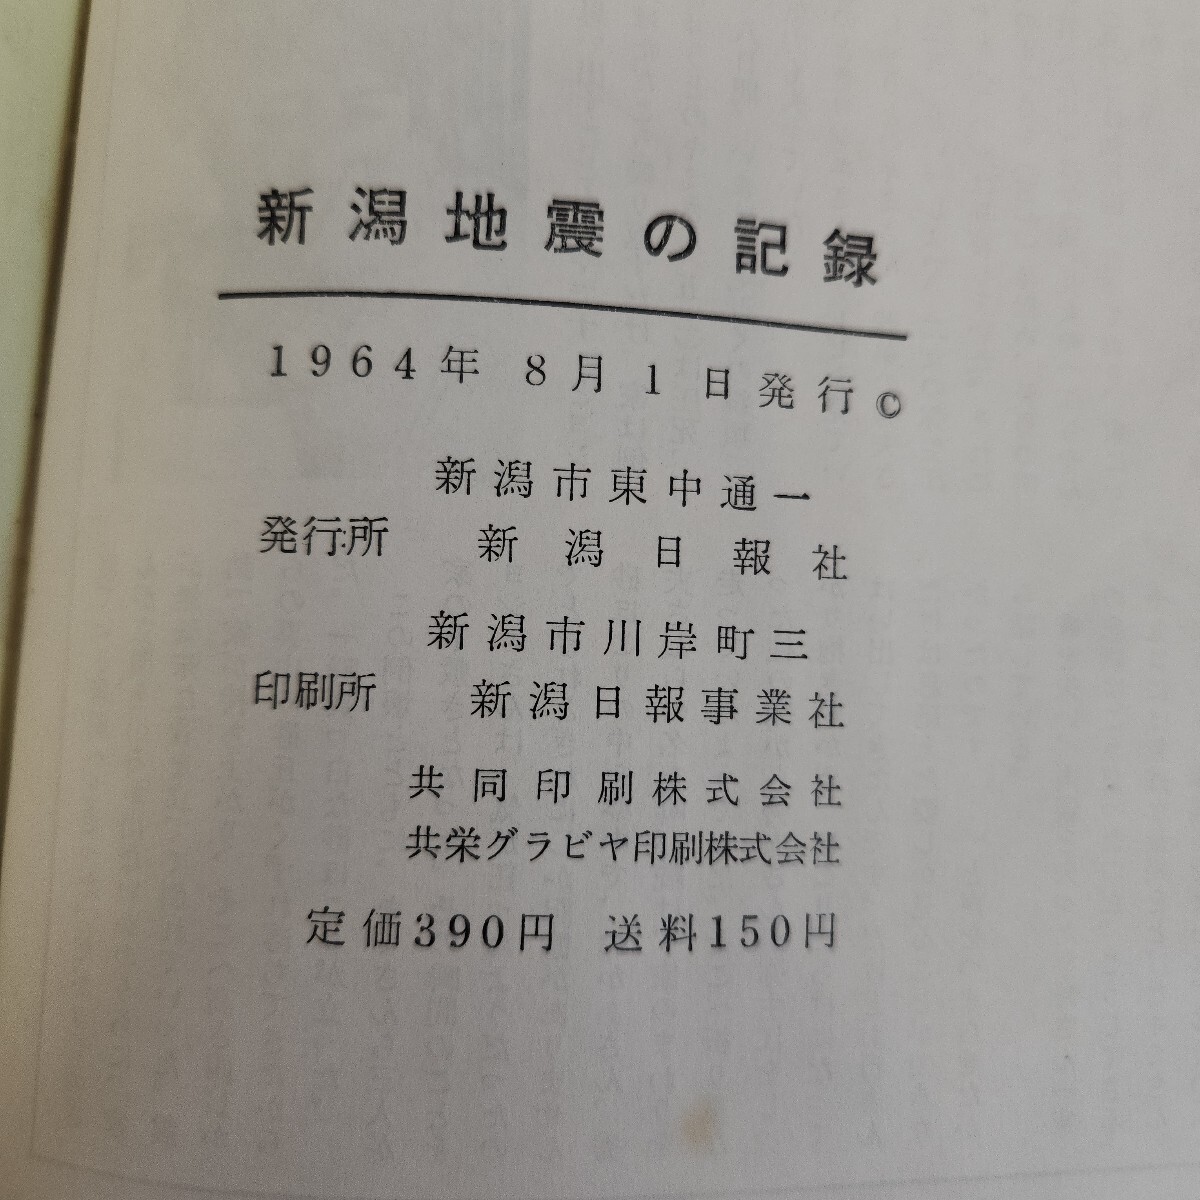 新潟地震の記録
1964年 8月1日発行 ©
新潟市東中通一
発行所 新潟日報社
新潟市川岸町三
印刷所 新潟日報事業社
共同印刷株式会社
共栄グラビヤ印刷株式会社
定価390円 送料150円